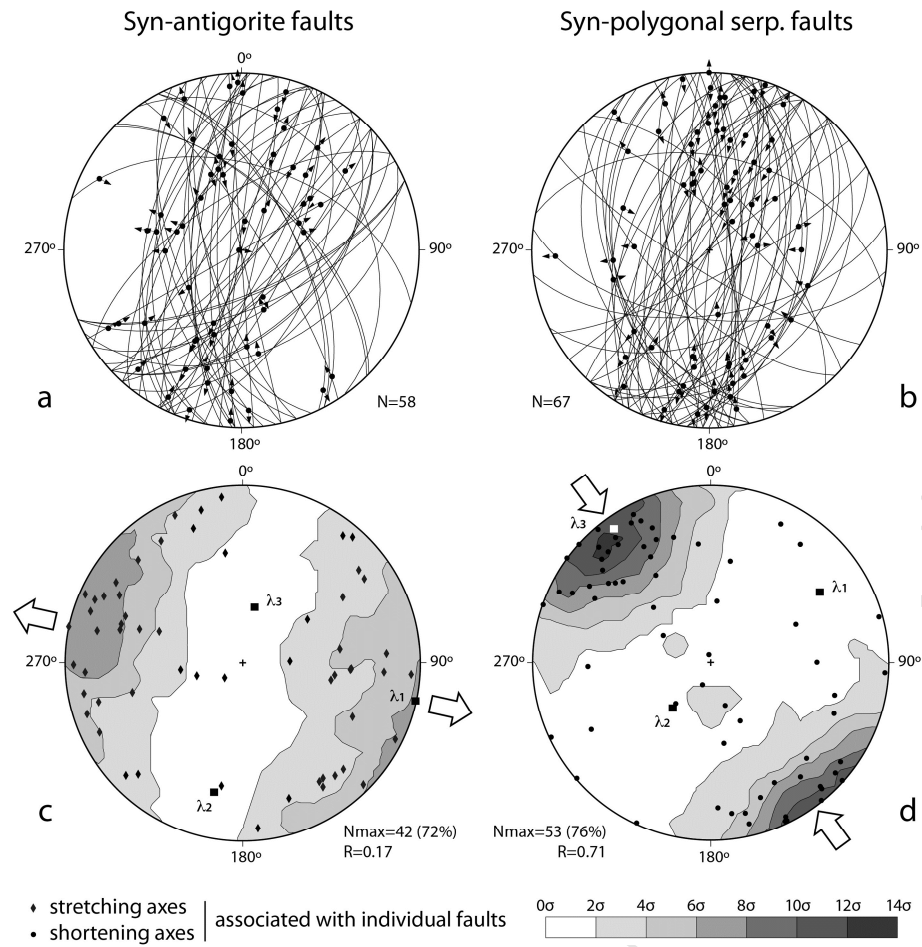 Syn-antigorite faults
Syn-polygonal serp. faults
0º
270º
90º
270º
90º
a
N=58
N=67
b
180º
180º
0º
0º
λ3
λ1
λ3
270º
90º
270º
90º
λ1
λ2
λ2
c
Nmax=42 (72%)
R=0.17
Nmax=53 (76%)
R=0.71
d
180º
180º
stretching axes
shortening axes
associated with individual faults
0σ 2σ 4σ 6σ 8σ 10σ 12σ 14σ